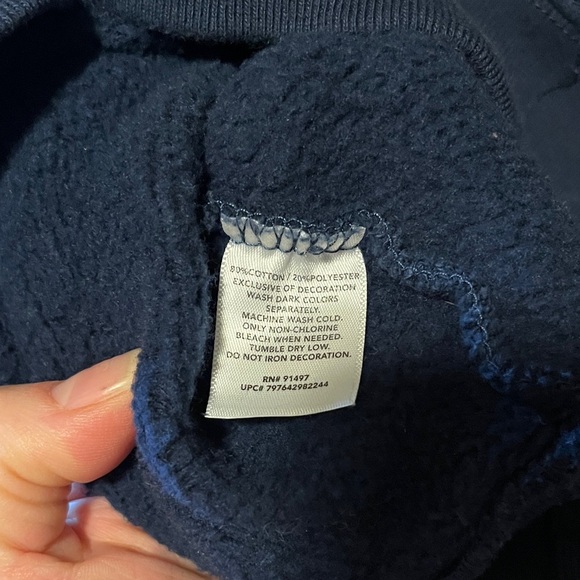 80%COTTON / 20%POLYESTER
EXCLUSIVE OF DECORATION
WASH DARK COLORS
SEPARATELY.
MACHINE WASH COLD.
ONLY NON-CHLORINE
BLEACH WHEN NEEDED.
TUMBLE DRY LOW.
DO NOT IRON DECORATION.
RN# 91497
UPC# 797642982244